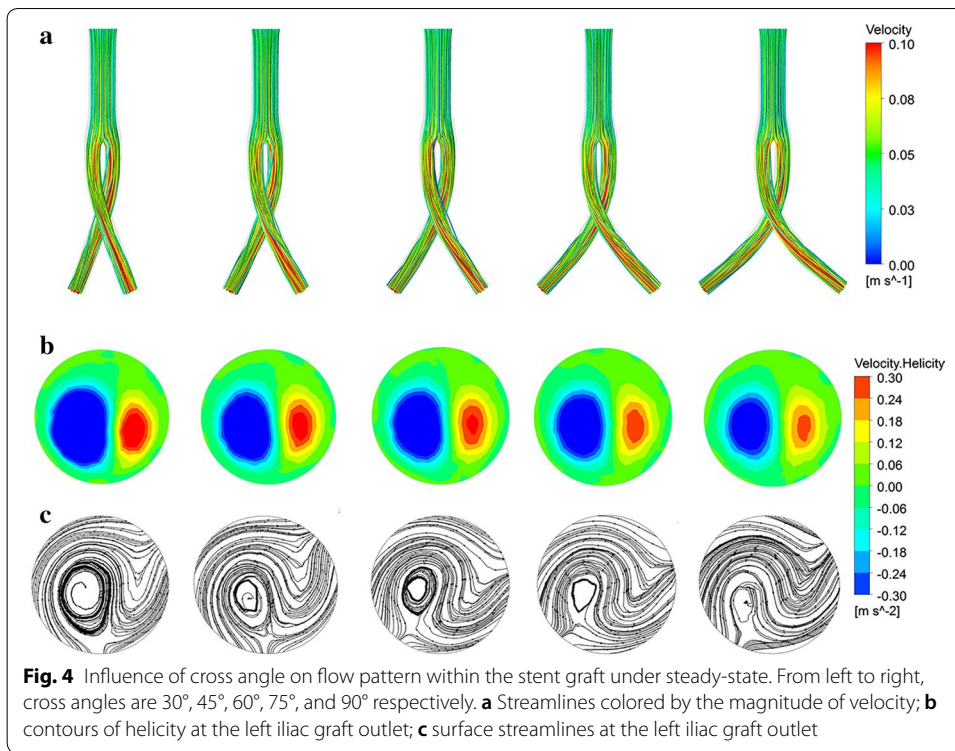 a
Velocity
0.10
0.08
0.05
0.03
0.00
[m s^-1]
b
Velocity.Helicity
0.30
0.24
0.18
0.12
0.06
0.00
-0.06
-0.12
-0.18
-0.24
-0.30
[m s^-2]
c
Fig. 4 Influence of cross angle on flow pattern within the stent graft under steady-state. From left to right,
cross angles are 30°, 45°, 60°, 75°, and 90° respectively. a Streamlines colored by the magnitude of velocity; b
contours of helicity at the left iliac graft outlet; c surface streamlines at the left iliac graft outlet